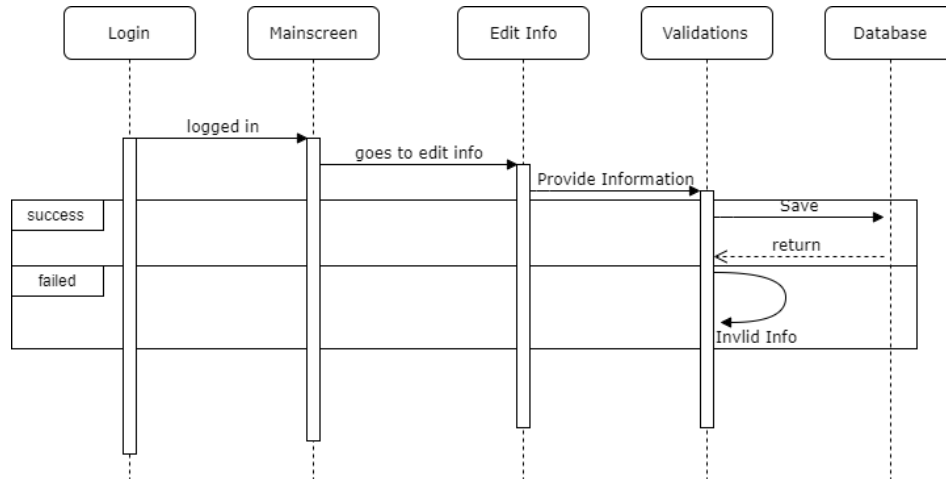 Login
Mainscreen
Edit Info
Validations
Database
logged in
goes to edit info
Provide Information
success
Save
return
failed
Invlid Info